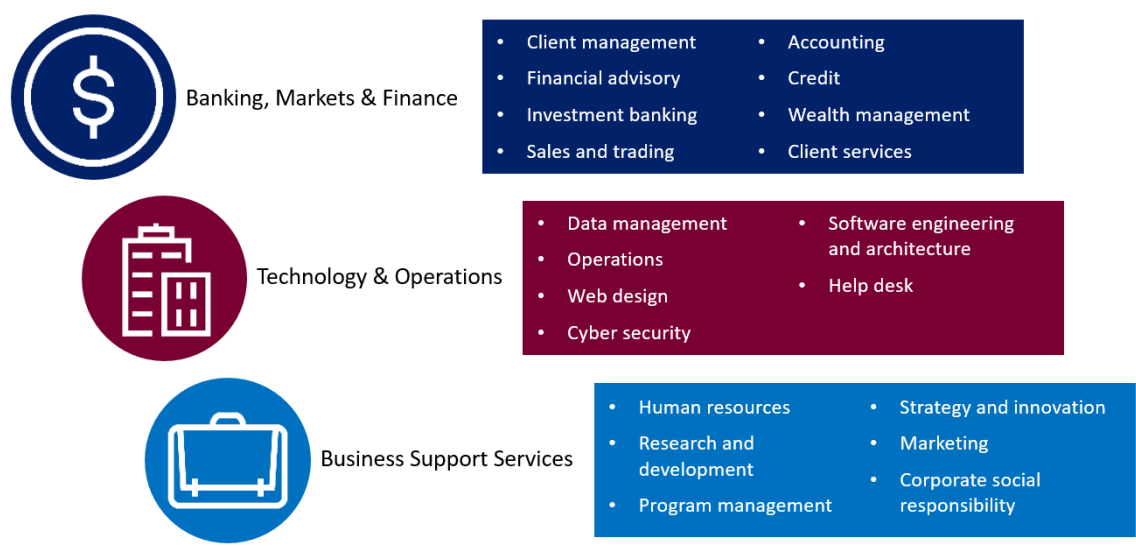 Banking, Markets & Finance
• Client management
• Financial advisory
• Investment banking
• Sales and trading
• Accounting
• Credit
• Wealth management
• Client services
Technology & Operations
• Data management
• Operations
• Web design
• Cyber security
• Software engineering
and architecture
• Help desk
Business Support Services
• Human resources
• Research and
development
• Program management
• Strategy and innovation
• Marketing
• Corporate social
responsibility